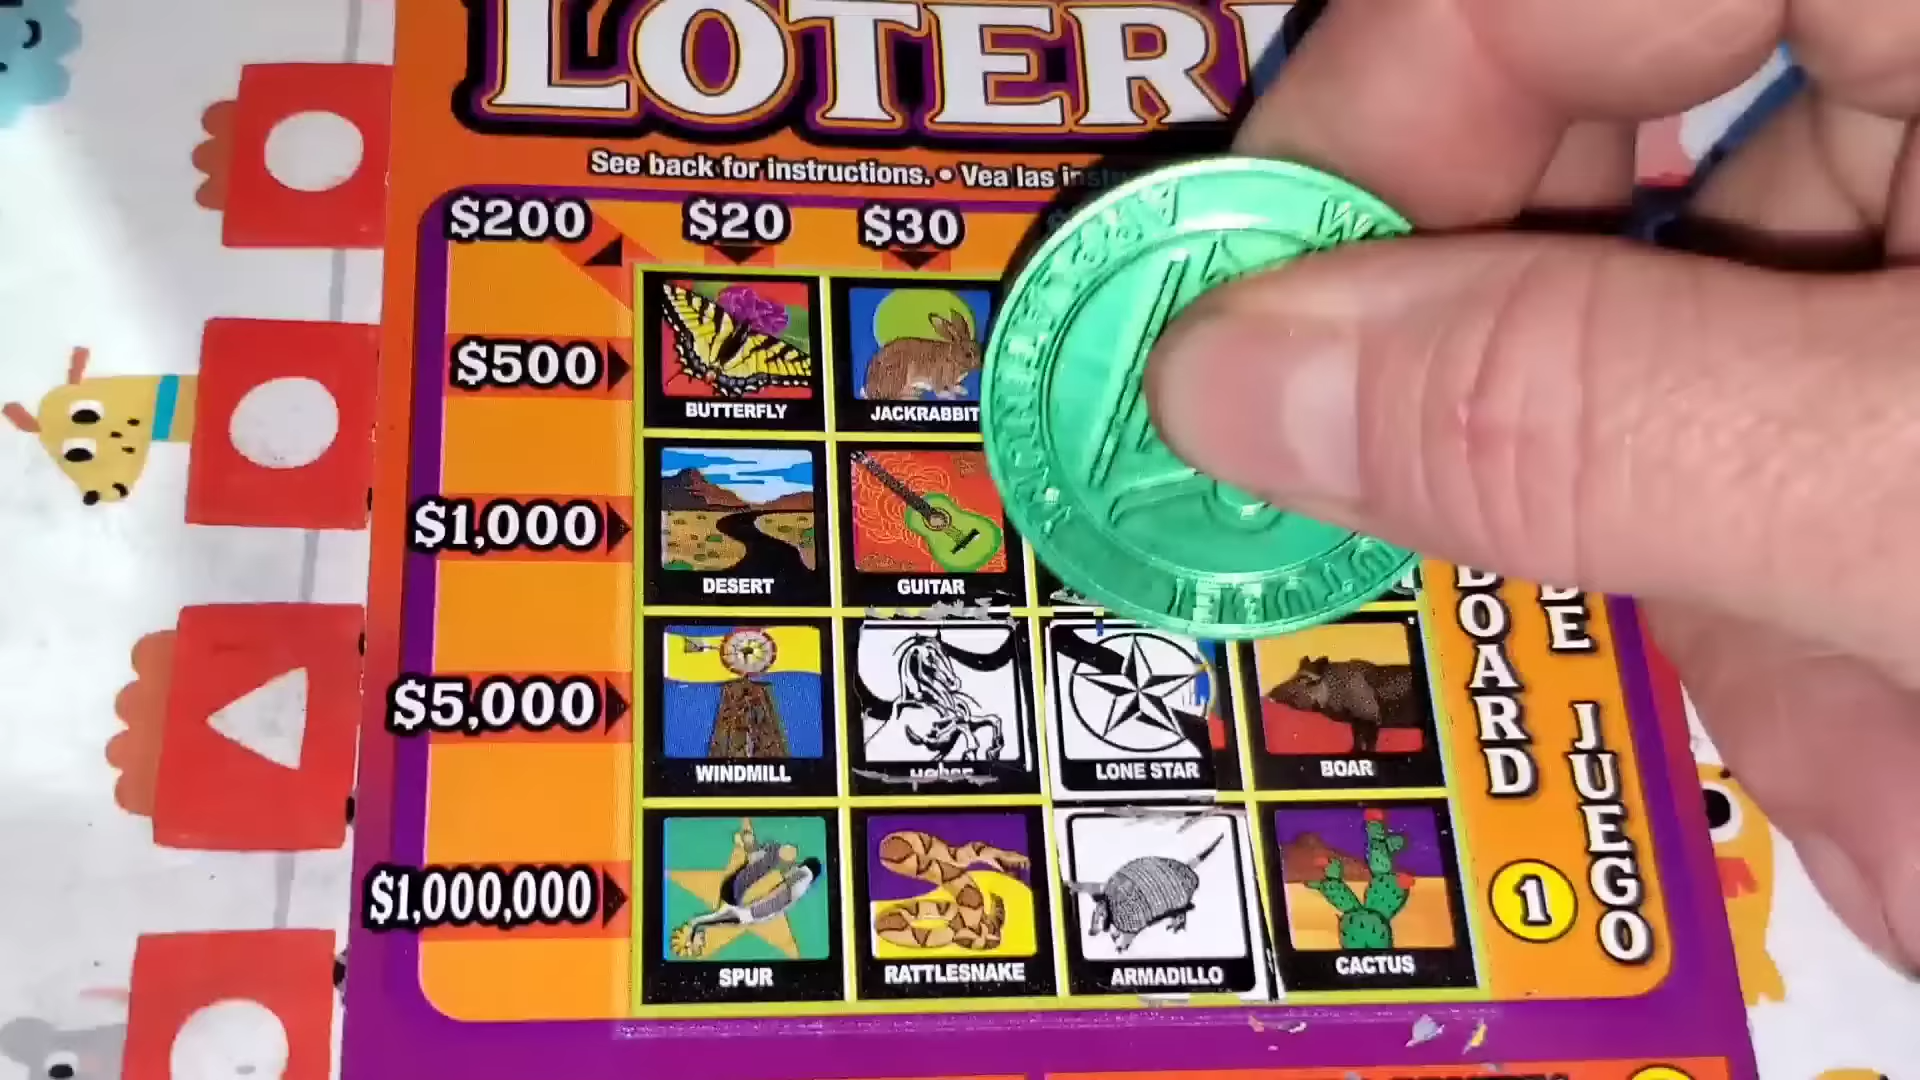 LOTER
See back for instructions. • Vea las
$200 $20 $30
$500
BUTTERFLY JACKRABBIT
$1,000
DESERT GUITAR
$5,000
WINDMILL HORSE LONE STAR BOAR
$1,000,000
SPUR RATTLESNAKE ARMADILLO CACTUS
BOARD
1
DE JUEGO